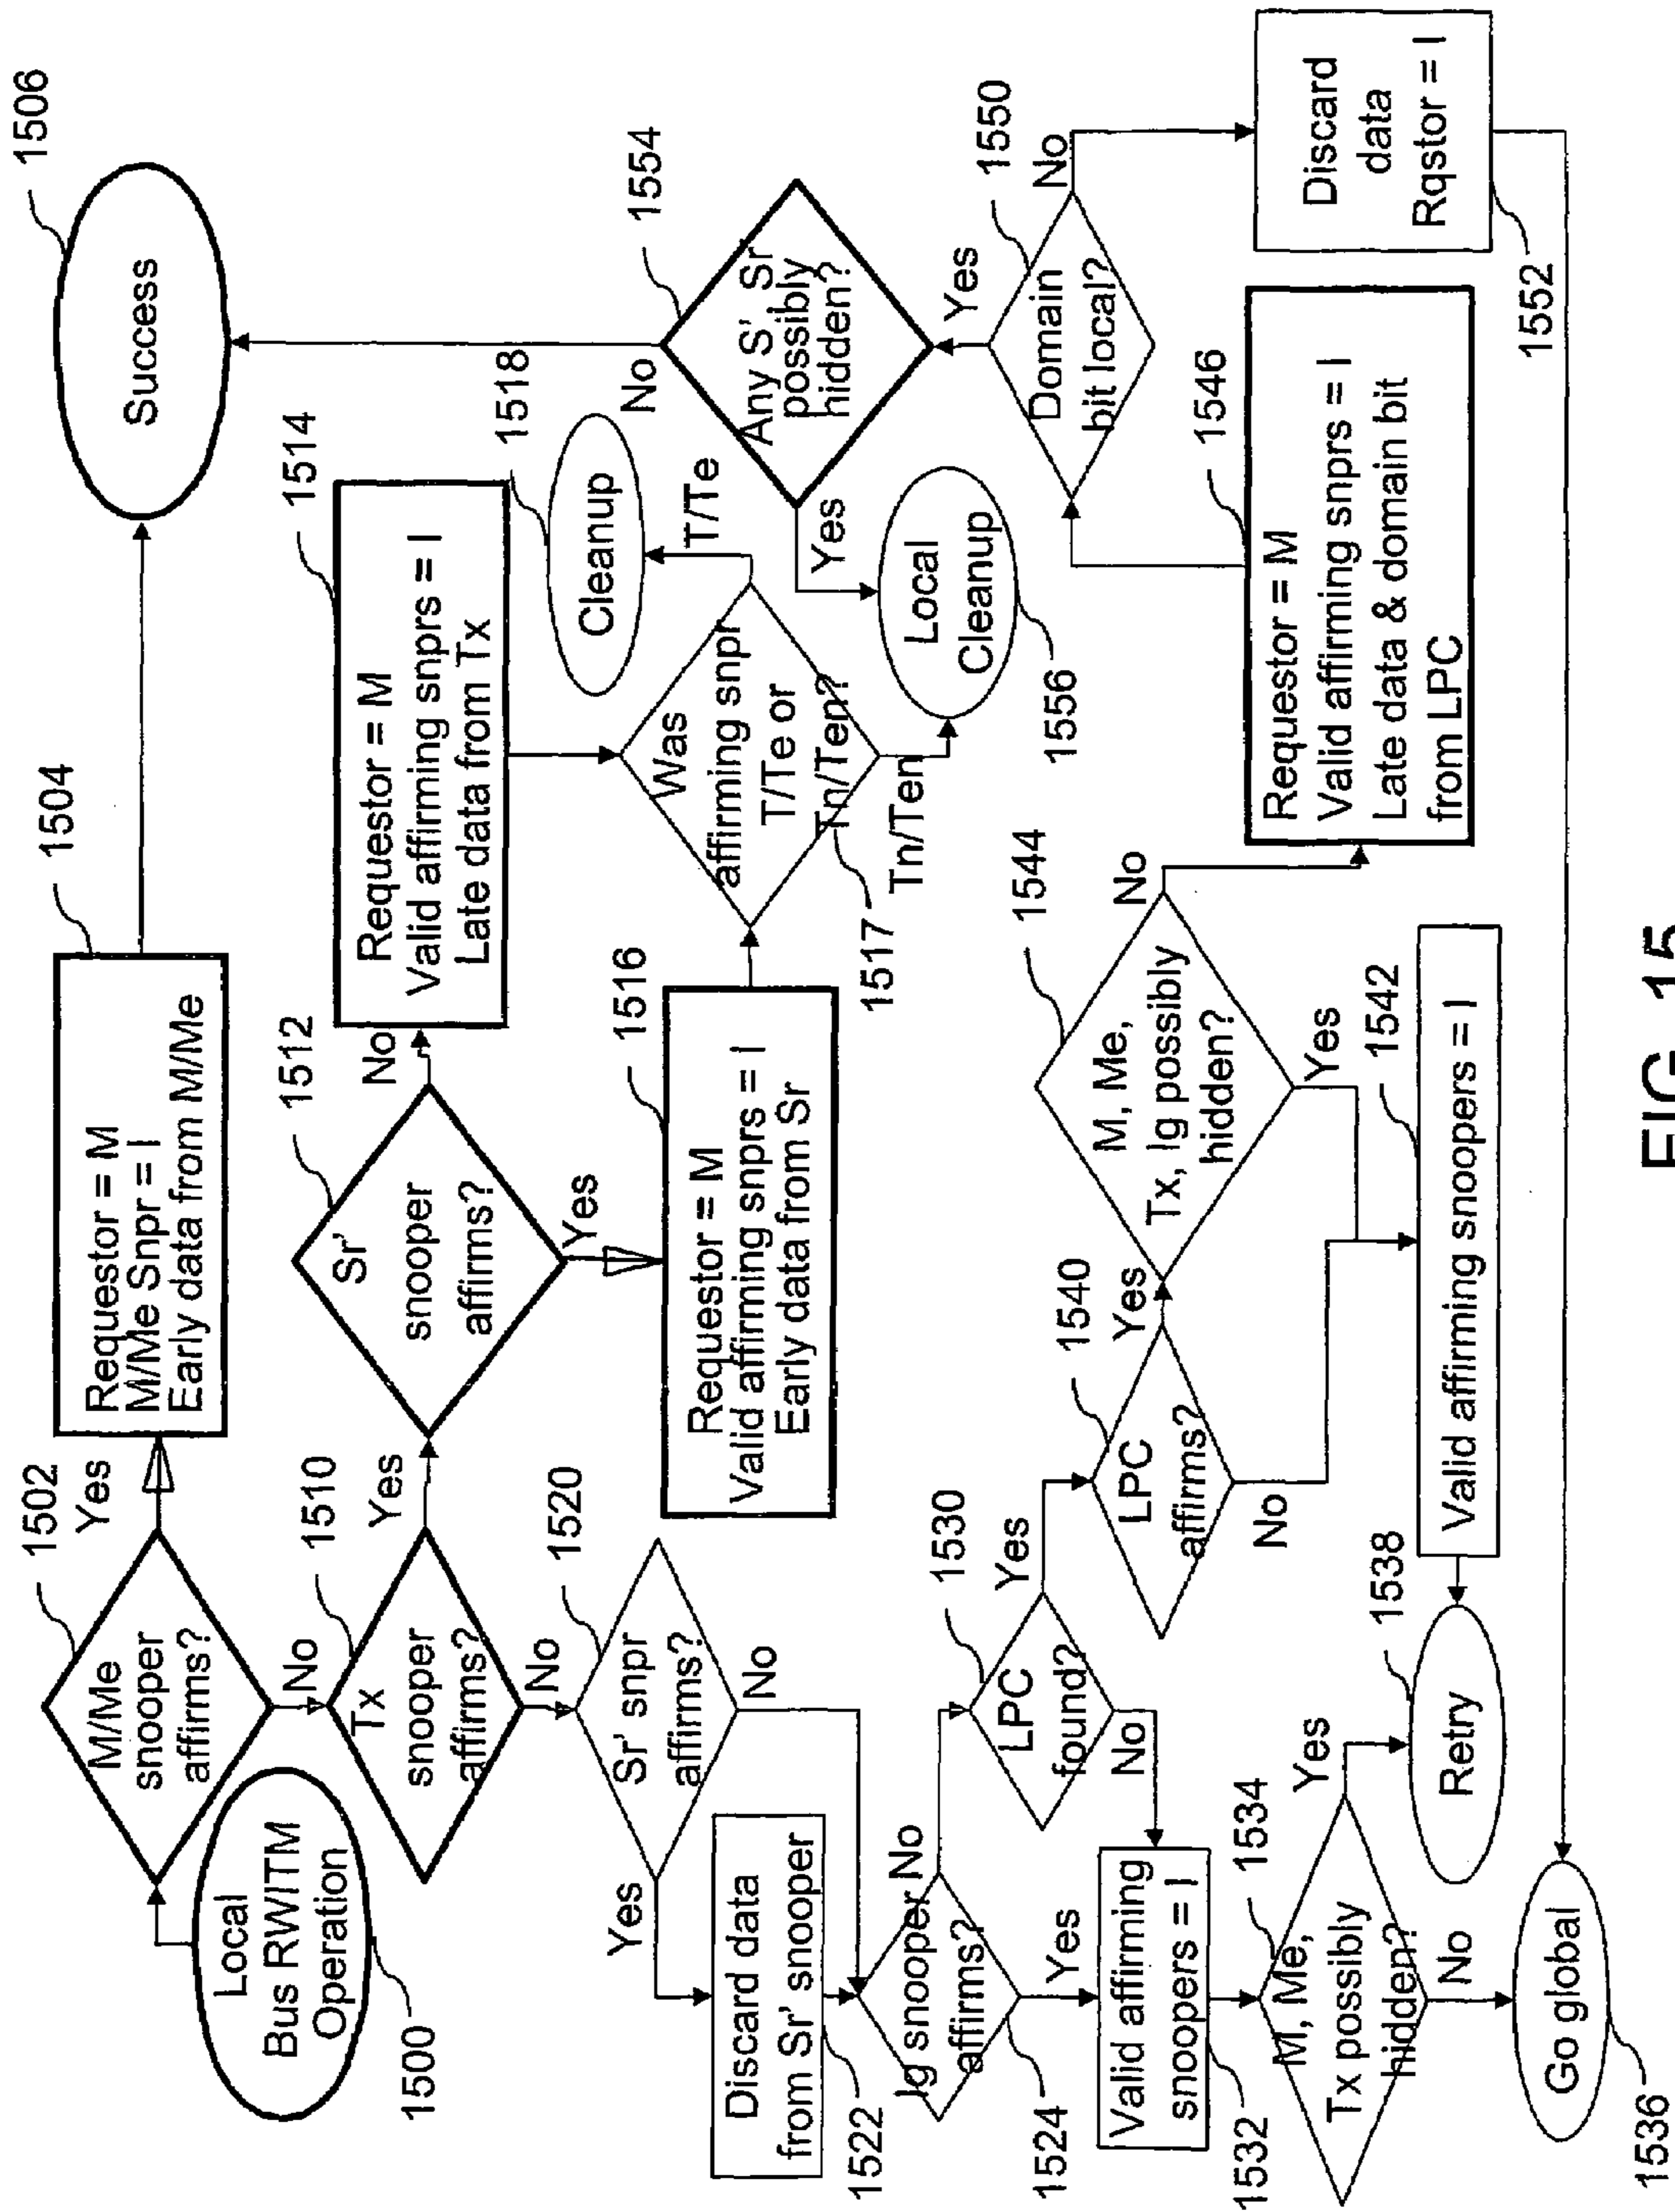 1500
Local
Bus RWITM
Operation
1502
M/Me
snooper
affirms?
Yes
No
1504
Requestor = M
M/Me Snpr = I
Early data from M/Me
1506
Success
1510
Tx
snooper
affirms?
Yes
No
1512
Sr'
snooper
affirms?
No
Yes
1514
Requestor = M
Valid affirming snprs = I
Late data from Tx
1516
Requestor = M
Valid affirming snprs = I
Early data from Sr
1517
Was
affirming snpr
T/Te or
Tn/Ten?
T/Te
Tn/Ten
1518
Cleanup
1520
Sr' snpr
affirms?
Yes
No
1522
Discard data
from Sr' snooper
1524
Ig snooper
affirms?
No
Yes
1530
LPC
found?
Yes
No
1532
Valid affirming
snoopers = I
1534
M, Me,
Tx possibly
hidden?
Yes
No
1536
Go global
1538
Retry
1540
LPC
affirms?
Yes
No
1542
Valid affirming snoopers = I
1544
M, Me,
Tx, Ig possibly
hidden?
No
Yes
1546
Requestor = M
Valid affirming snprs = I
Late data & domain bit
from LPC
1550
Domain
bit local?
Yes
No
1552
Discard
data
Rqstor = I
1554
Any S' Sr
possibly
hidden?
No
Yes
1556
Local
Cleanup
FIG. 15